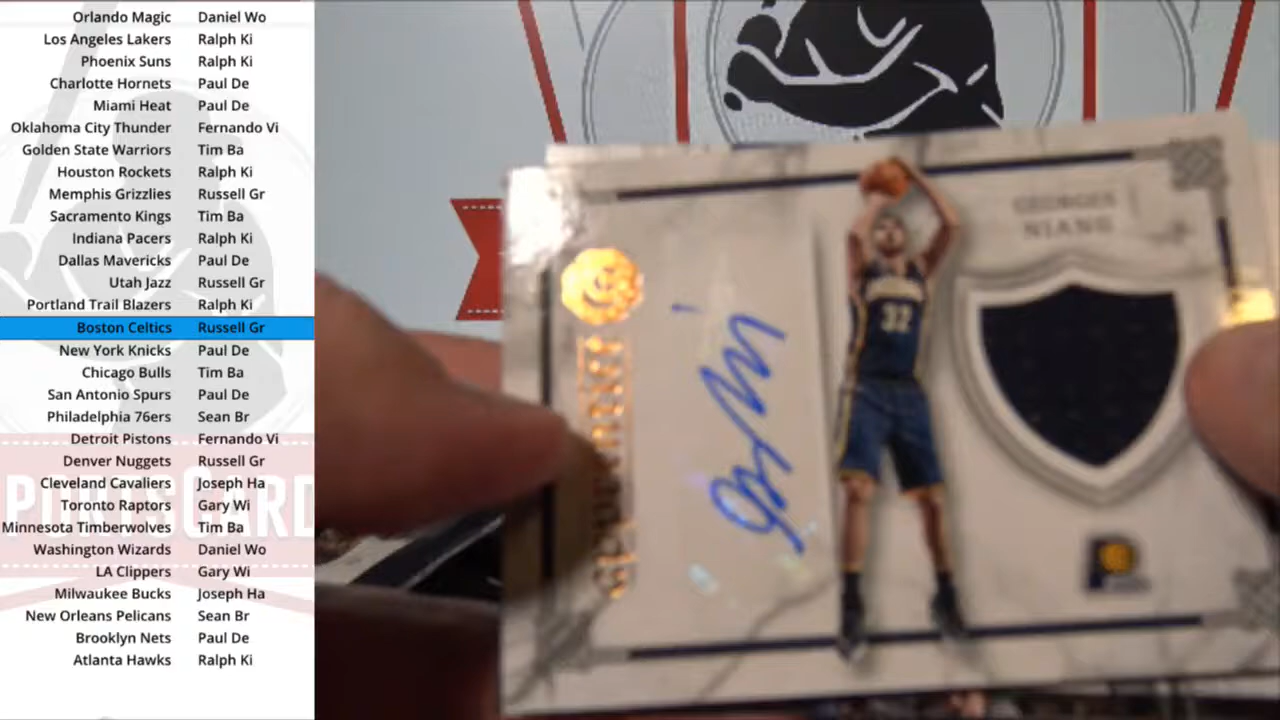 Orlando Magic Daniel Wo
Los Angeles Lakers Ralph Ki
Phoenix Suns Ralph Ki
Charlotte Hornets Paul De
Miami Heat Paul De
Oklahoma City Thunder Fernando Vi
Golden State Warriors Tim Ba
Houston Rockets Ralph Ki
Memphis Grizzlies Russell Gr
Sacramento Kings Tim Ba
Indiana Pacers Ralph Ki
Dallas Mavericks Paul De
Utah Jazz Russell Gr
Portland Trail Blazers Ralph Ki
Boston Celtics Russell Gr
New York Knicks Paul De
Chicago Bulls Tim Ba
San Antonio Spurs Paul De
Philadelphia 76ers Sean Br
Detroit Pistons Fernando Vi
Denver Nuggets Russell Gr
Cleveland Cavaliers Joseph Ha
Toronto Raptors Gary Wi
Minnesota Timberwolves Tim Ba
Washington Wizards Daniel Wo
LA Clippers Gary Wi
Milwaukee Bucks Joseph Ha
New Orleans Pelicans Sean Br
Brooklyn Nets Paul De
Atlanta Hawks Ralph Ki
GEORGES
NIANG
32